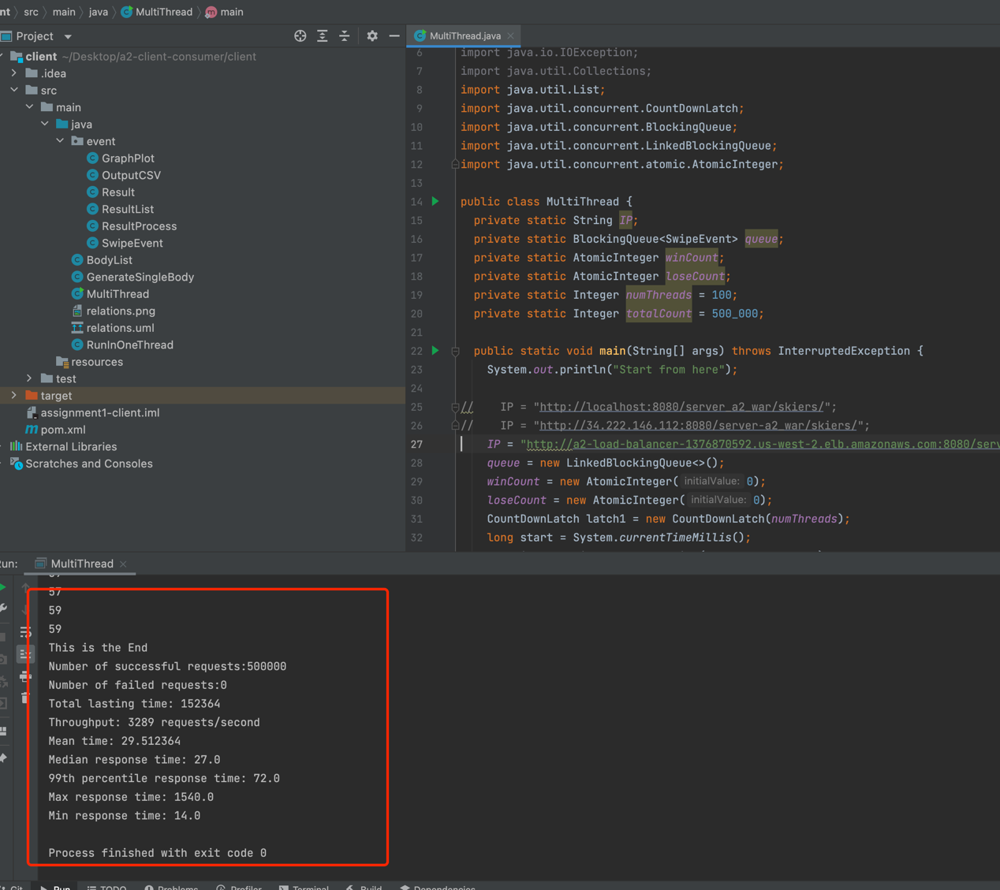 nt 〉 src 〉 main 〉 java 〉 MultiThread 〉 main
Project
MultiThread.java
client ~/Desktop/a2-client-consumer/client
.idea
src
main
java
event
GraphPlot
OutputCSV
Result
ResultList
ResultProcess
SwipeEvent
BodyList
GenerateSingleBody
MultiThread
relations.png
relations.uml
RunInOneThread
resources
test
target
assignment1-client.iml
pom.xml
External Libraries
Scratches and Consoles
6 import java.io.IOException;
7 import java.util.Collections;
8 import java.util.List;
9 import java.util.concurrent.CountDownLatch;
10 import java.util.concurrent.BlockingQueue;
11 import java.util.concurrent.LinkedBlockingQueue;
12 import java.util.concurrent.atomic.AtomicInteger;
13
14 public class MultiThread {
15 private static String IP;
16 private static BlockingQueue<SwipeEvent> queue;
17 private static AtomicInteger winCount;
18 private static AtomicInteger loseCount;
19 private static Integer numThreads = 100;
20 private static Integer totalCount = 500_000;
21
22 public static void main(String[] args) throws InterruptedException {
23 System.out.println("Start from here");
24
25 // IP = "http://localhost:8080/server_a2_war/skiers/";
26 // IP = "http://34.222.146.112:8080/server-a2_war/skiers/";
27 IP = "http://a2-load-balancer-1376870592.us-west-2.elb.amazonaws.com:8080/serv
28 queue = new LinkedBlockingQueue<>();
29 winCount = new AtomicInteger( initialValue: 0);
30 loseCount = new AtomicInteger( initialValue: 0);
31 CountDownLatch latch1 = new CountDownLatch(numThreads);
32 long start = System.currentTimeMillis();
un: MultiThread
57
59
59
This is the End
Number of successful requests:500000
Number of failed requests:0
Total lasting time: 152364
Throughput: 3289 requests/second
Mean time: 29.512364
Median response time: 27.0
99th percentile response time: 72.0
Max response time: 1540.0
Min response time: 14.0
Process finished with exit code 0
Git Run TODO Problems Profiler Terminal Build Dependencies